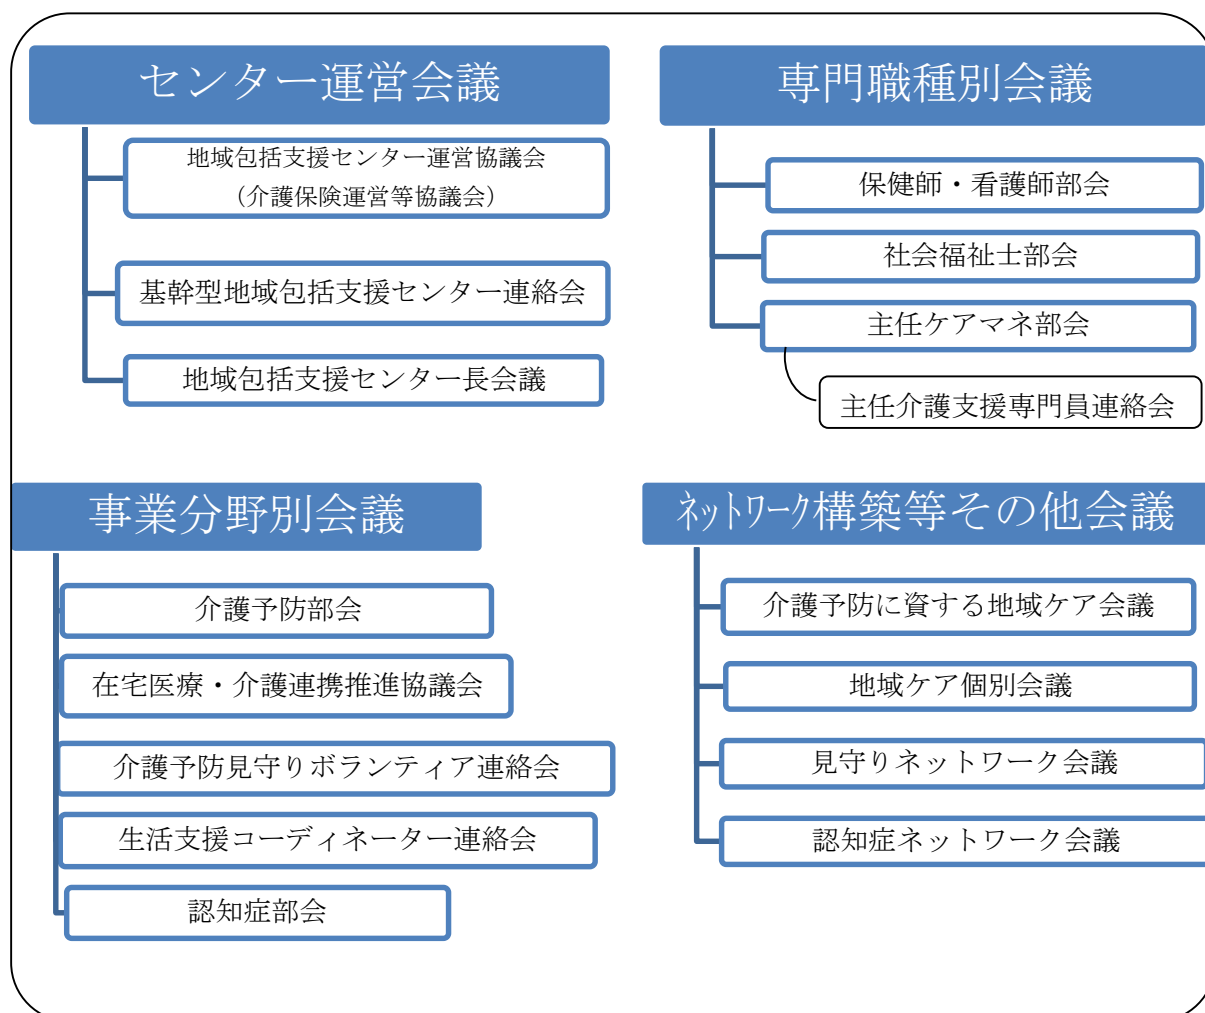 センター運営会議
地域包括支援センター運営協議会
（介護保険運営等協議会）
基幹型地域包括支援センター連絡会
地域包括支援センター長会議
専門職種別会議
保健師・看護師部会
社会福祉士部会
主任ケアマネ部会
主任介護支援専門員連絡会
事業分野別会議
介護予防部会
在宅医療・介護連携推進協議会
介護予防見守りボランティア連絡会
生活支援コーディネーター連絡会
認知症部会
ﾈｯﾄﾜｰｸ構築等その他会議
介護予防に資する地域ケア会議
地域ケア個別会議
見守りネットワーク会議
認知症ネットワーク会議